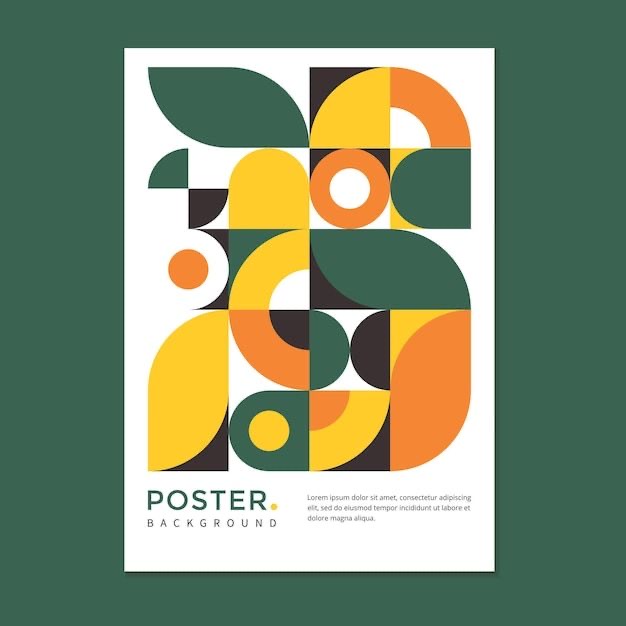 POSTER.
BACKGROUND
Lorem ipsum dolor sit amet, consectetur adipiscing
elit, sed do eiusmod tempor incididunt ut labore et
dolore magna aliqua.